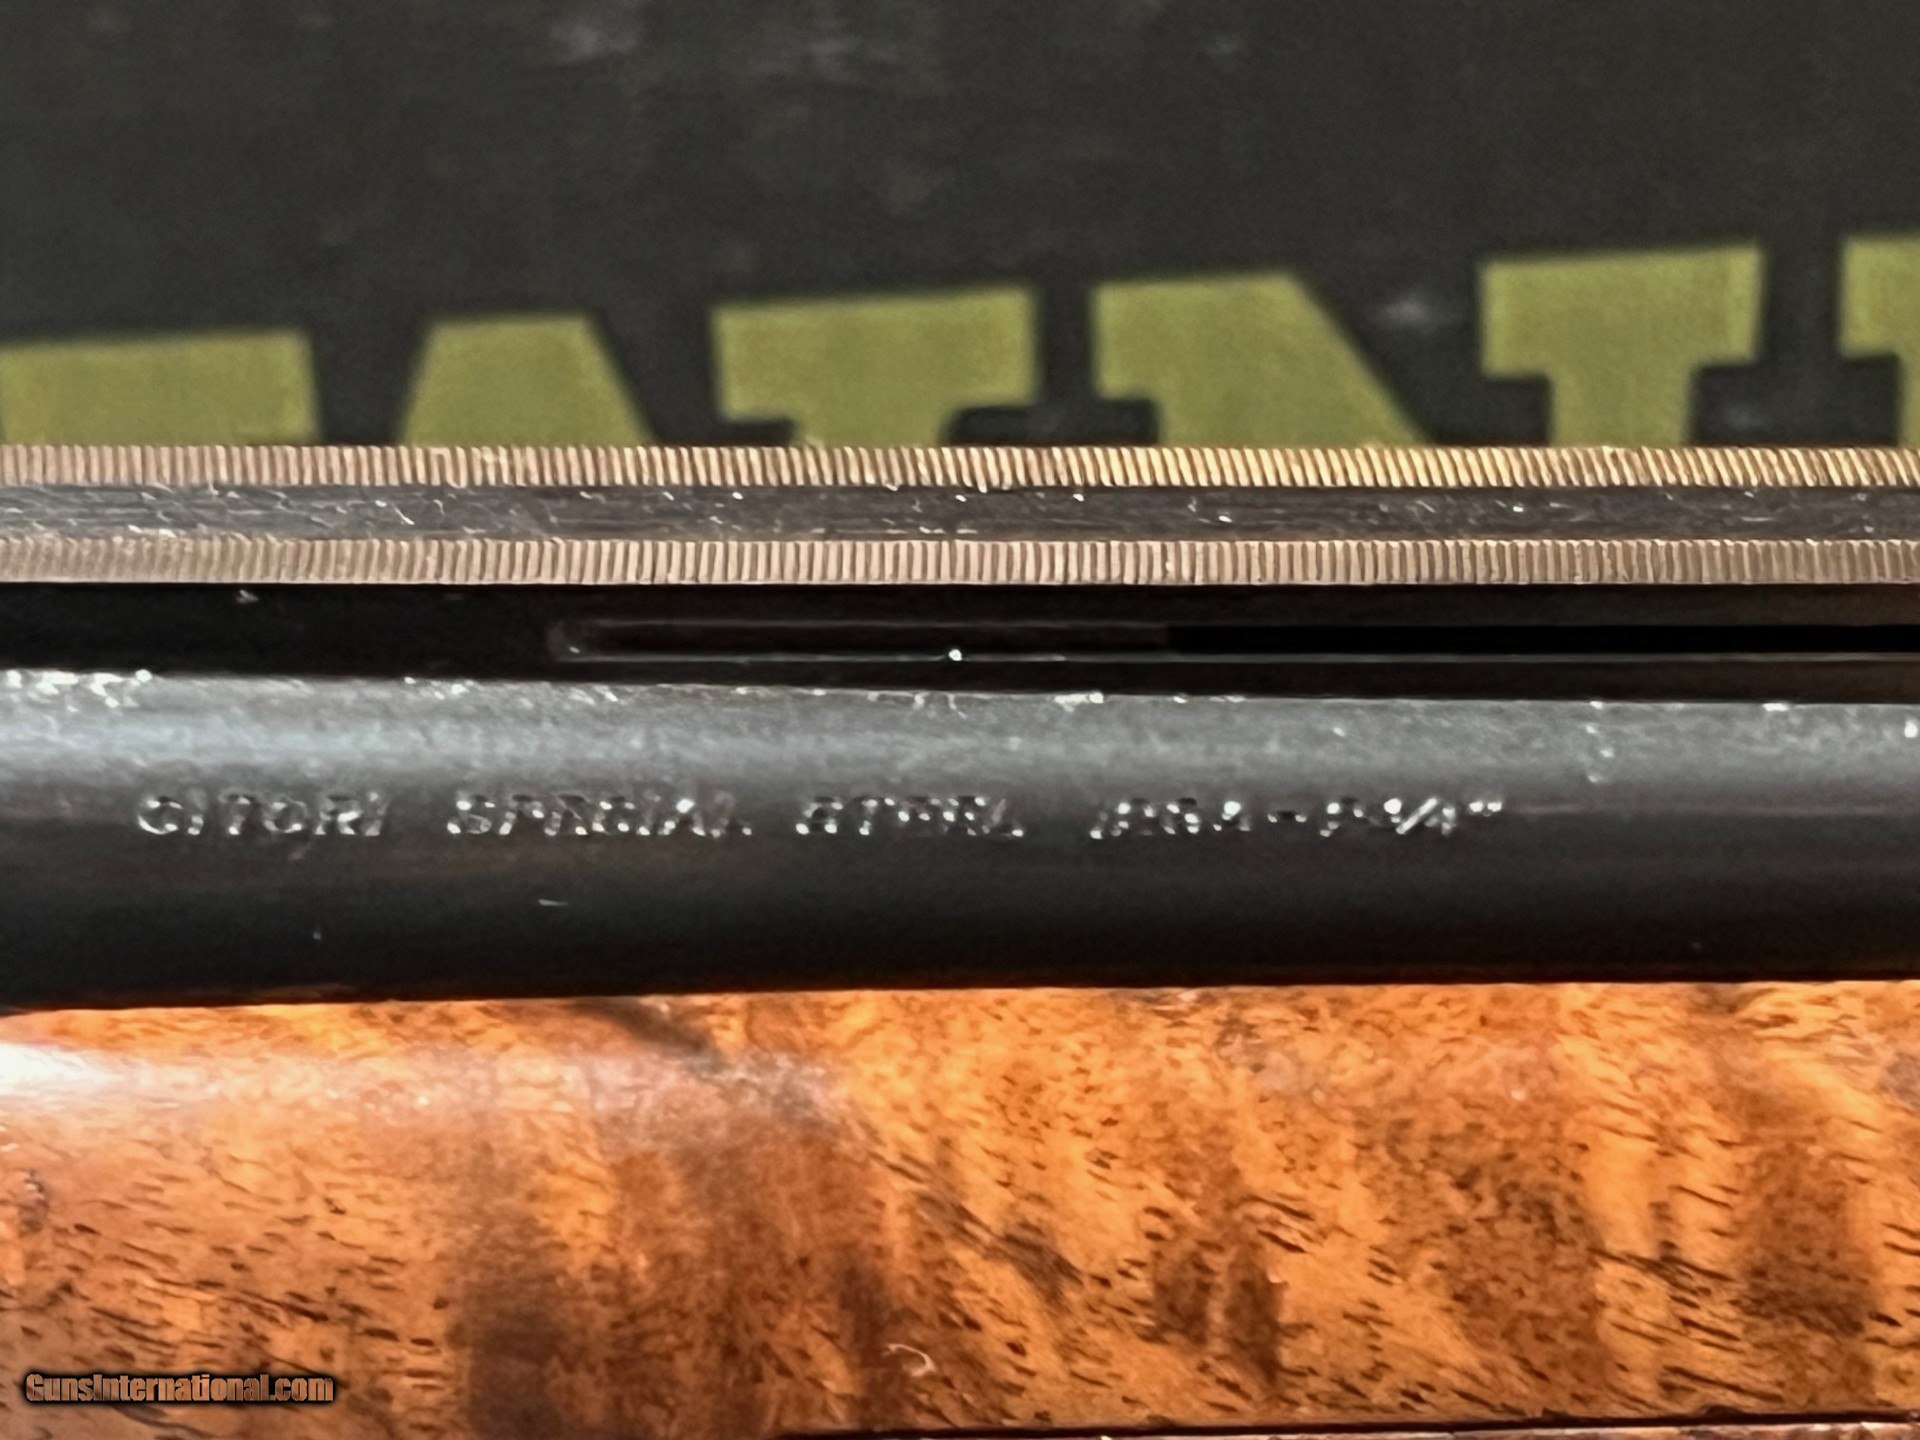 CITORI SPECIAL STEEL 12GA-2¾"
GunsInternational.com